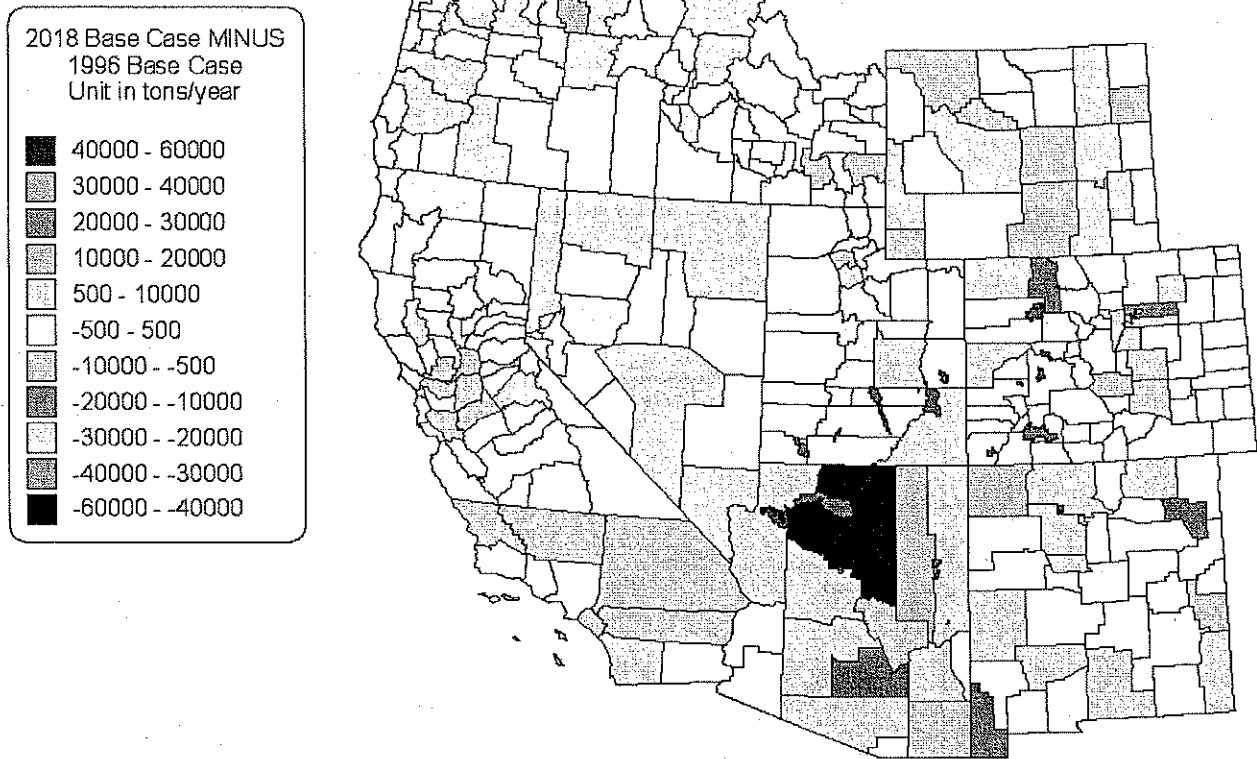 2018 Base Case MINUS
1996 Base Case
Unit in tons/year
40000 - 60000
30000 - 40000
20000 - 30000
10000 - 20000
500 - 10000
-500 - 500
-10000 - -500
-20000 - -10000
-30000 - -20000
-40000 - -30000
-60000 - -40000